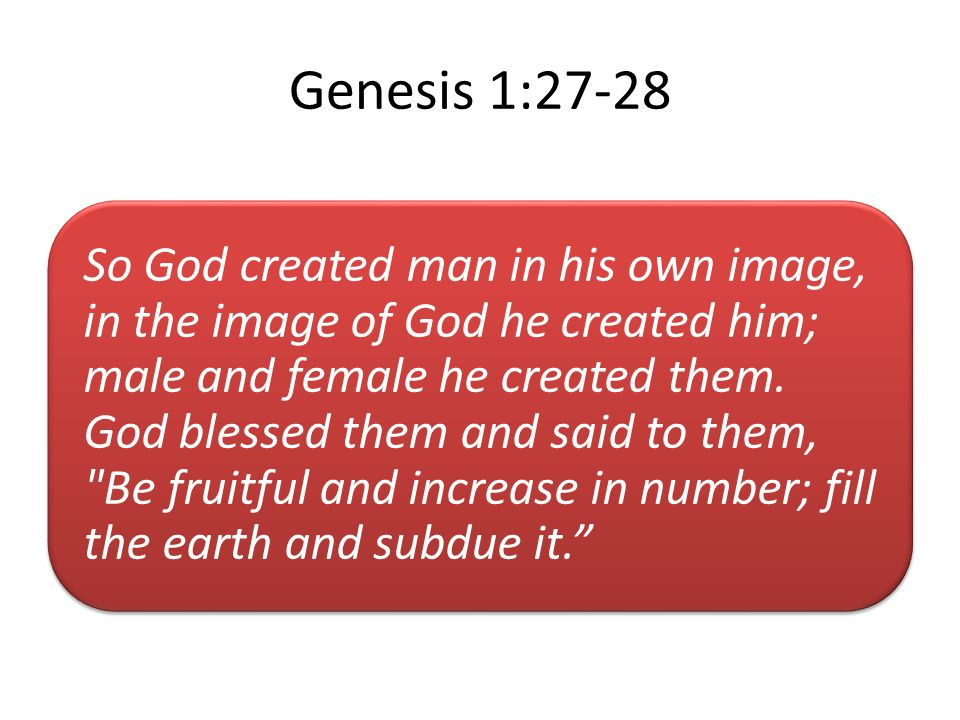 Genesis 1:27-28
So God created man in his own image,
in the image of God he created him;
male and female he created them.
God blessed them and said to them,
"Be fruitful and increase in number; fill
the earth and subdue it.”